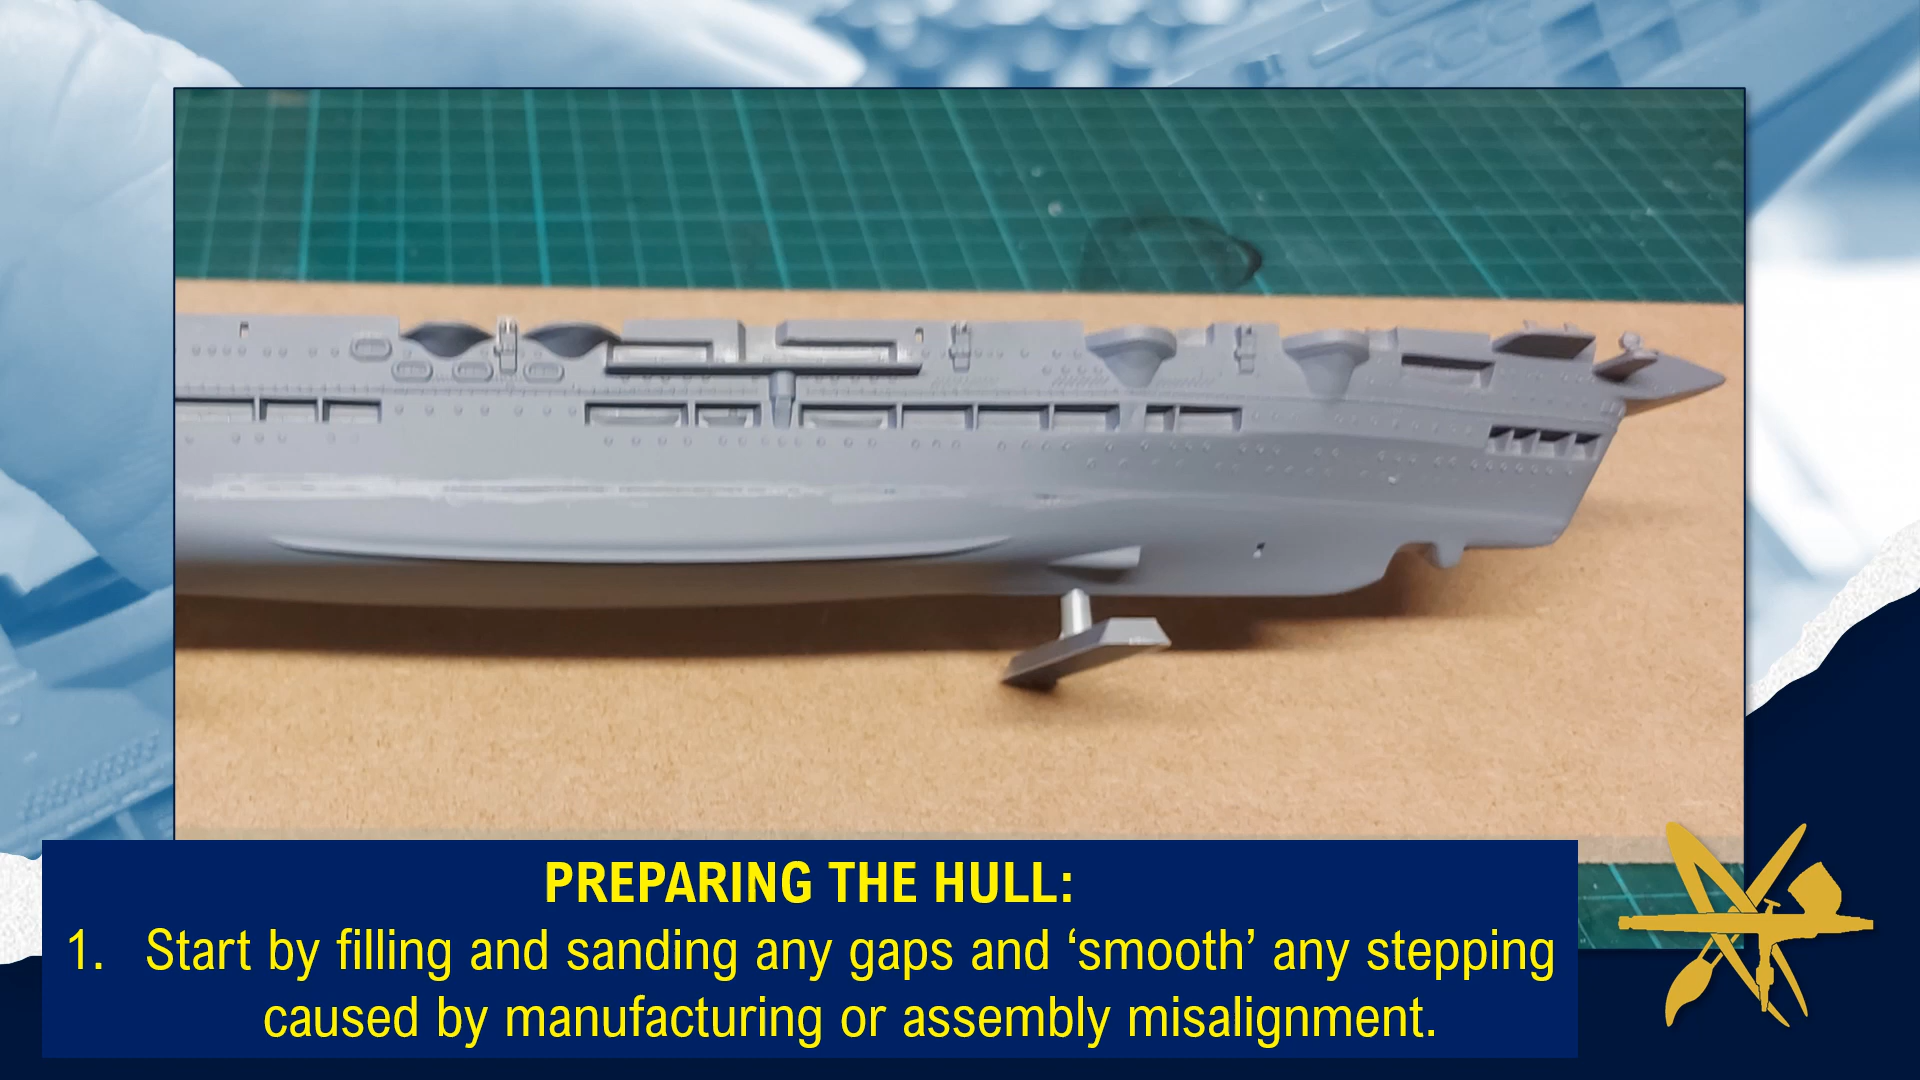 PREPARING THE HULL:
1. Start by filling and sanding any gaps and ‘smooth’ any stepping
caused by manufacturing or assembly misalignment.